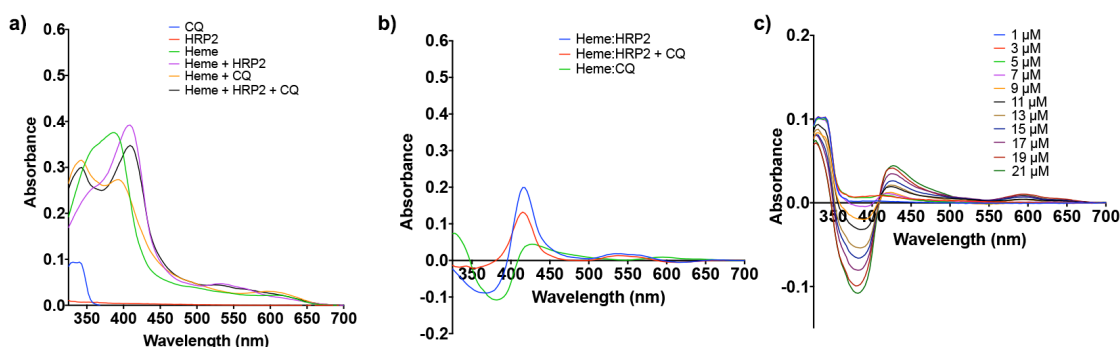 a)
Absorbance
0.6
0.5
0.4
0.3
0.2
0.1
0.0
350 400 450 500 550 600 700
Wavelength (nm)
CQ
HRP2
Heme
Heme + HRP2
Heme + CQ
Heme + HRP2 + CQ
b)
Absorbance
0.6
0.5
0.4
0.3
0.2
0.1
0.0
-0.1
-0.2
350 400 450 500 550 600 700
Wavelength (nm)
Heme:HRP2
Heme:HRP2 + CQ
Heme:CQ
c)
Absorbance
0.2
0.1
0.0
-0.1
350 400 450 500 550 600 700
Wavelength (nm)
1 µM
3 µM
5 µM
7 µM
9 µM
11 µM
13 µM
15 µM
17 µM
19 µM
21 µM